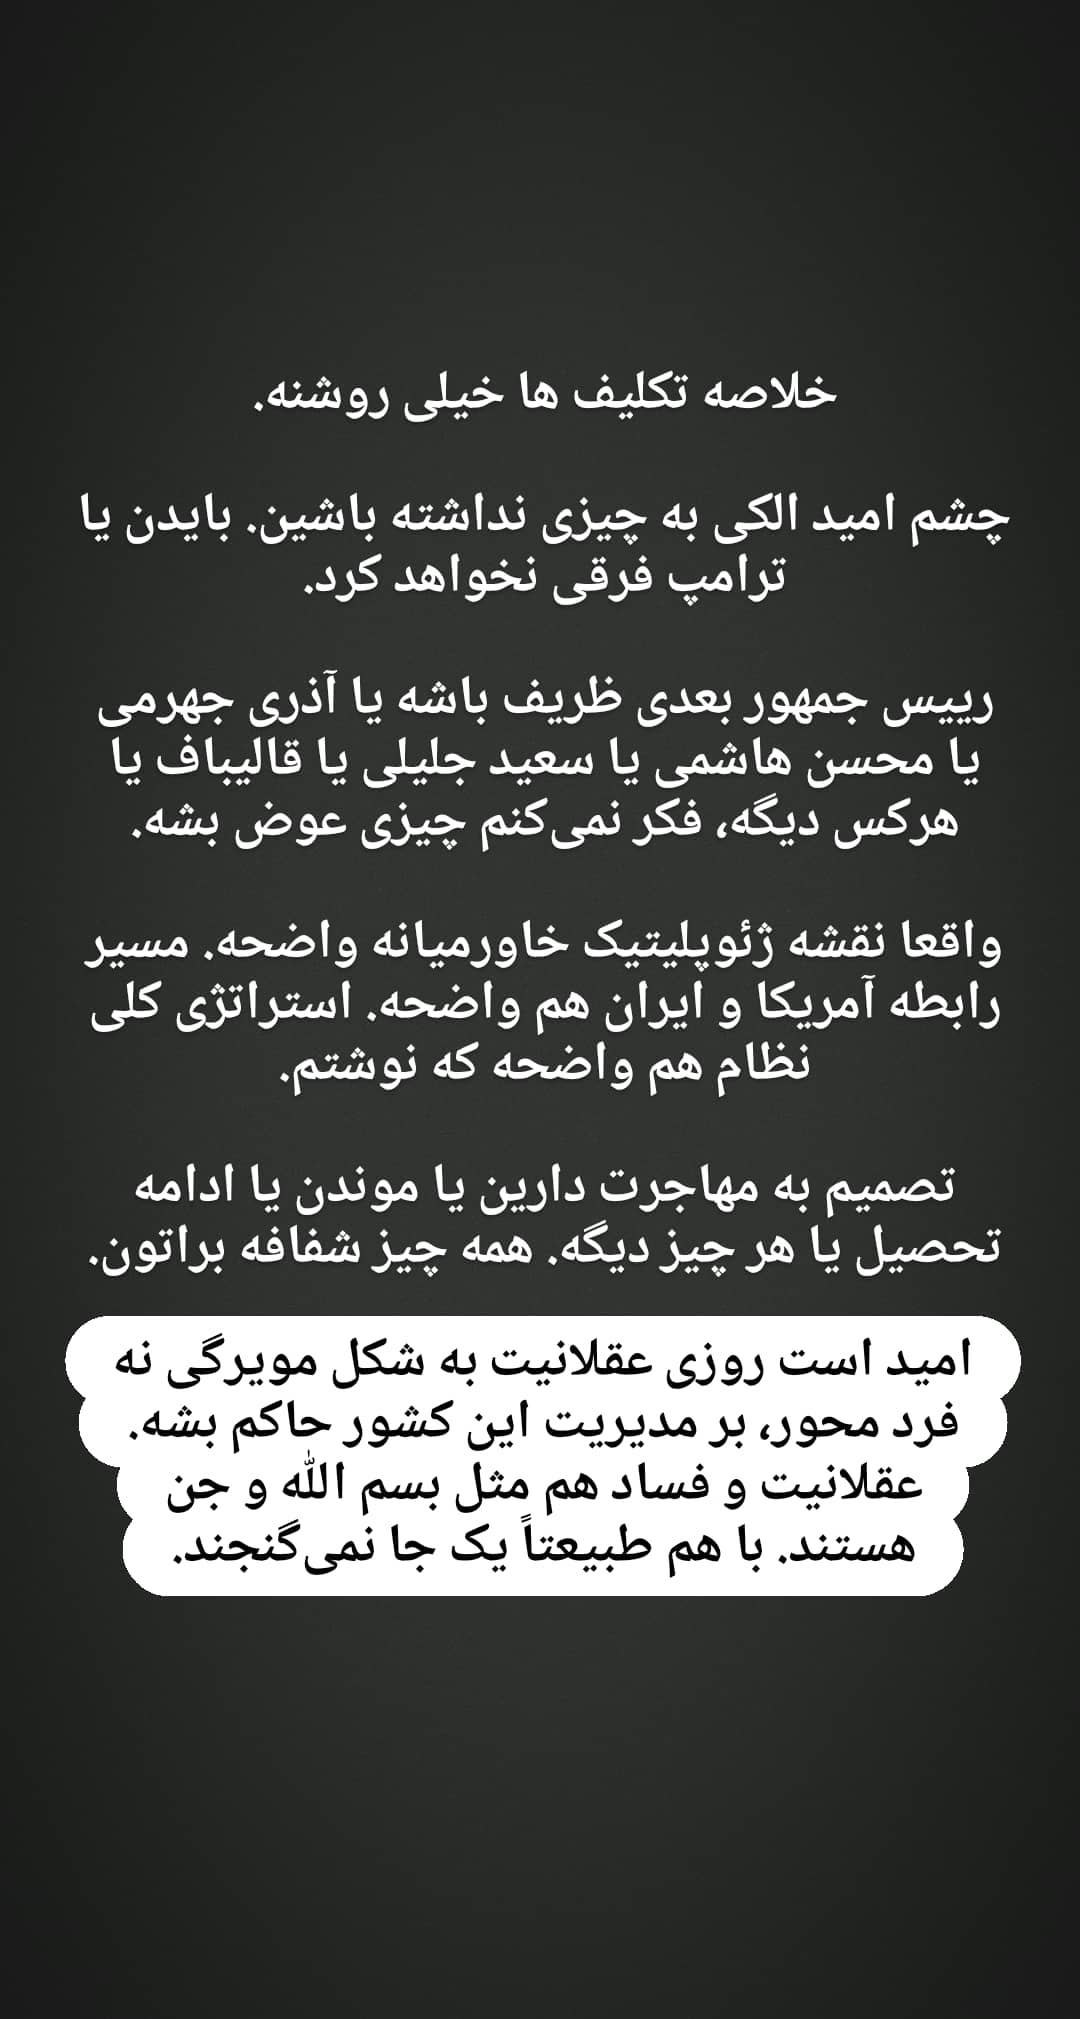 خلاصه تکلیف ها خیلی روشنه.
چشم امید الکی به چیزی نداشته باشین. بایدن یا
ترامپ فرقی نخواهد کرد.
رییس جمهور بعدی ظریف باشه یا آذری جهرمی
یا محسن هاشمی یا سعید جلیلی یا قالیباف یا
هرکس دیگه، فکر نمی‌کنم چیزی عوض بشه.
واقعا نقشه ژئوپلیتیک خاورمیانه واضحه. مسیر
رابطه آمریکا و ایران هم واضحه. استراتژی کلی
نظام هم واضحه که نوشتم.
تصمیم به مهاجرت دارین یا موندن یا ادامه
تحصیل یا هر چیز دیگه. همه چیز شفافه براتون.
امید است روزی عقلانیت به شکل مویرگی نه
فرد محور، بر مدیریت این کشور حاکم بشه.
عقلانیت و فساد هم مثل بسم الله و جن
هستند. با هم طبیعتاً یک جا نمی‌گنجند.